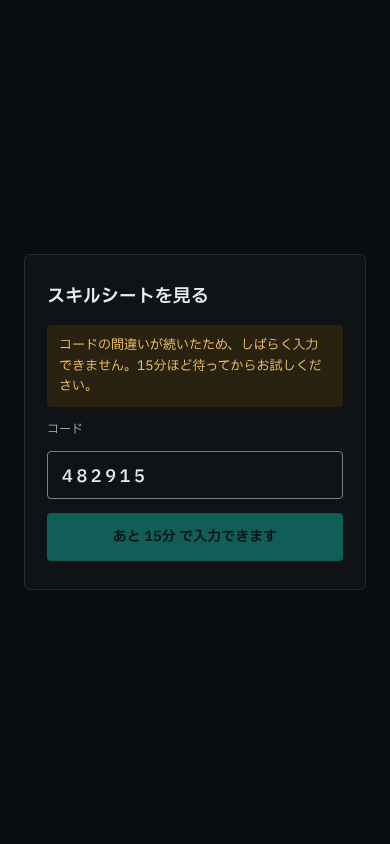 スキルシートを見る
コードの間違いが続いたため、しばらく入力
できません。15分ほど待ってからお試しくだ
さい。
コード
482915
あと 15分 で入力できます